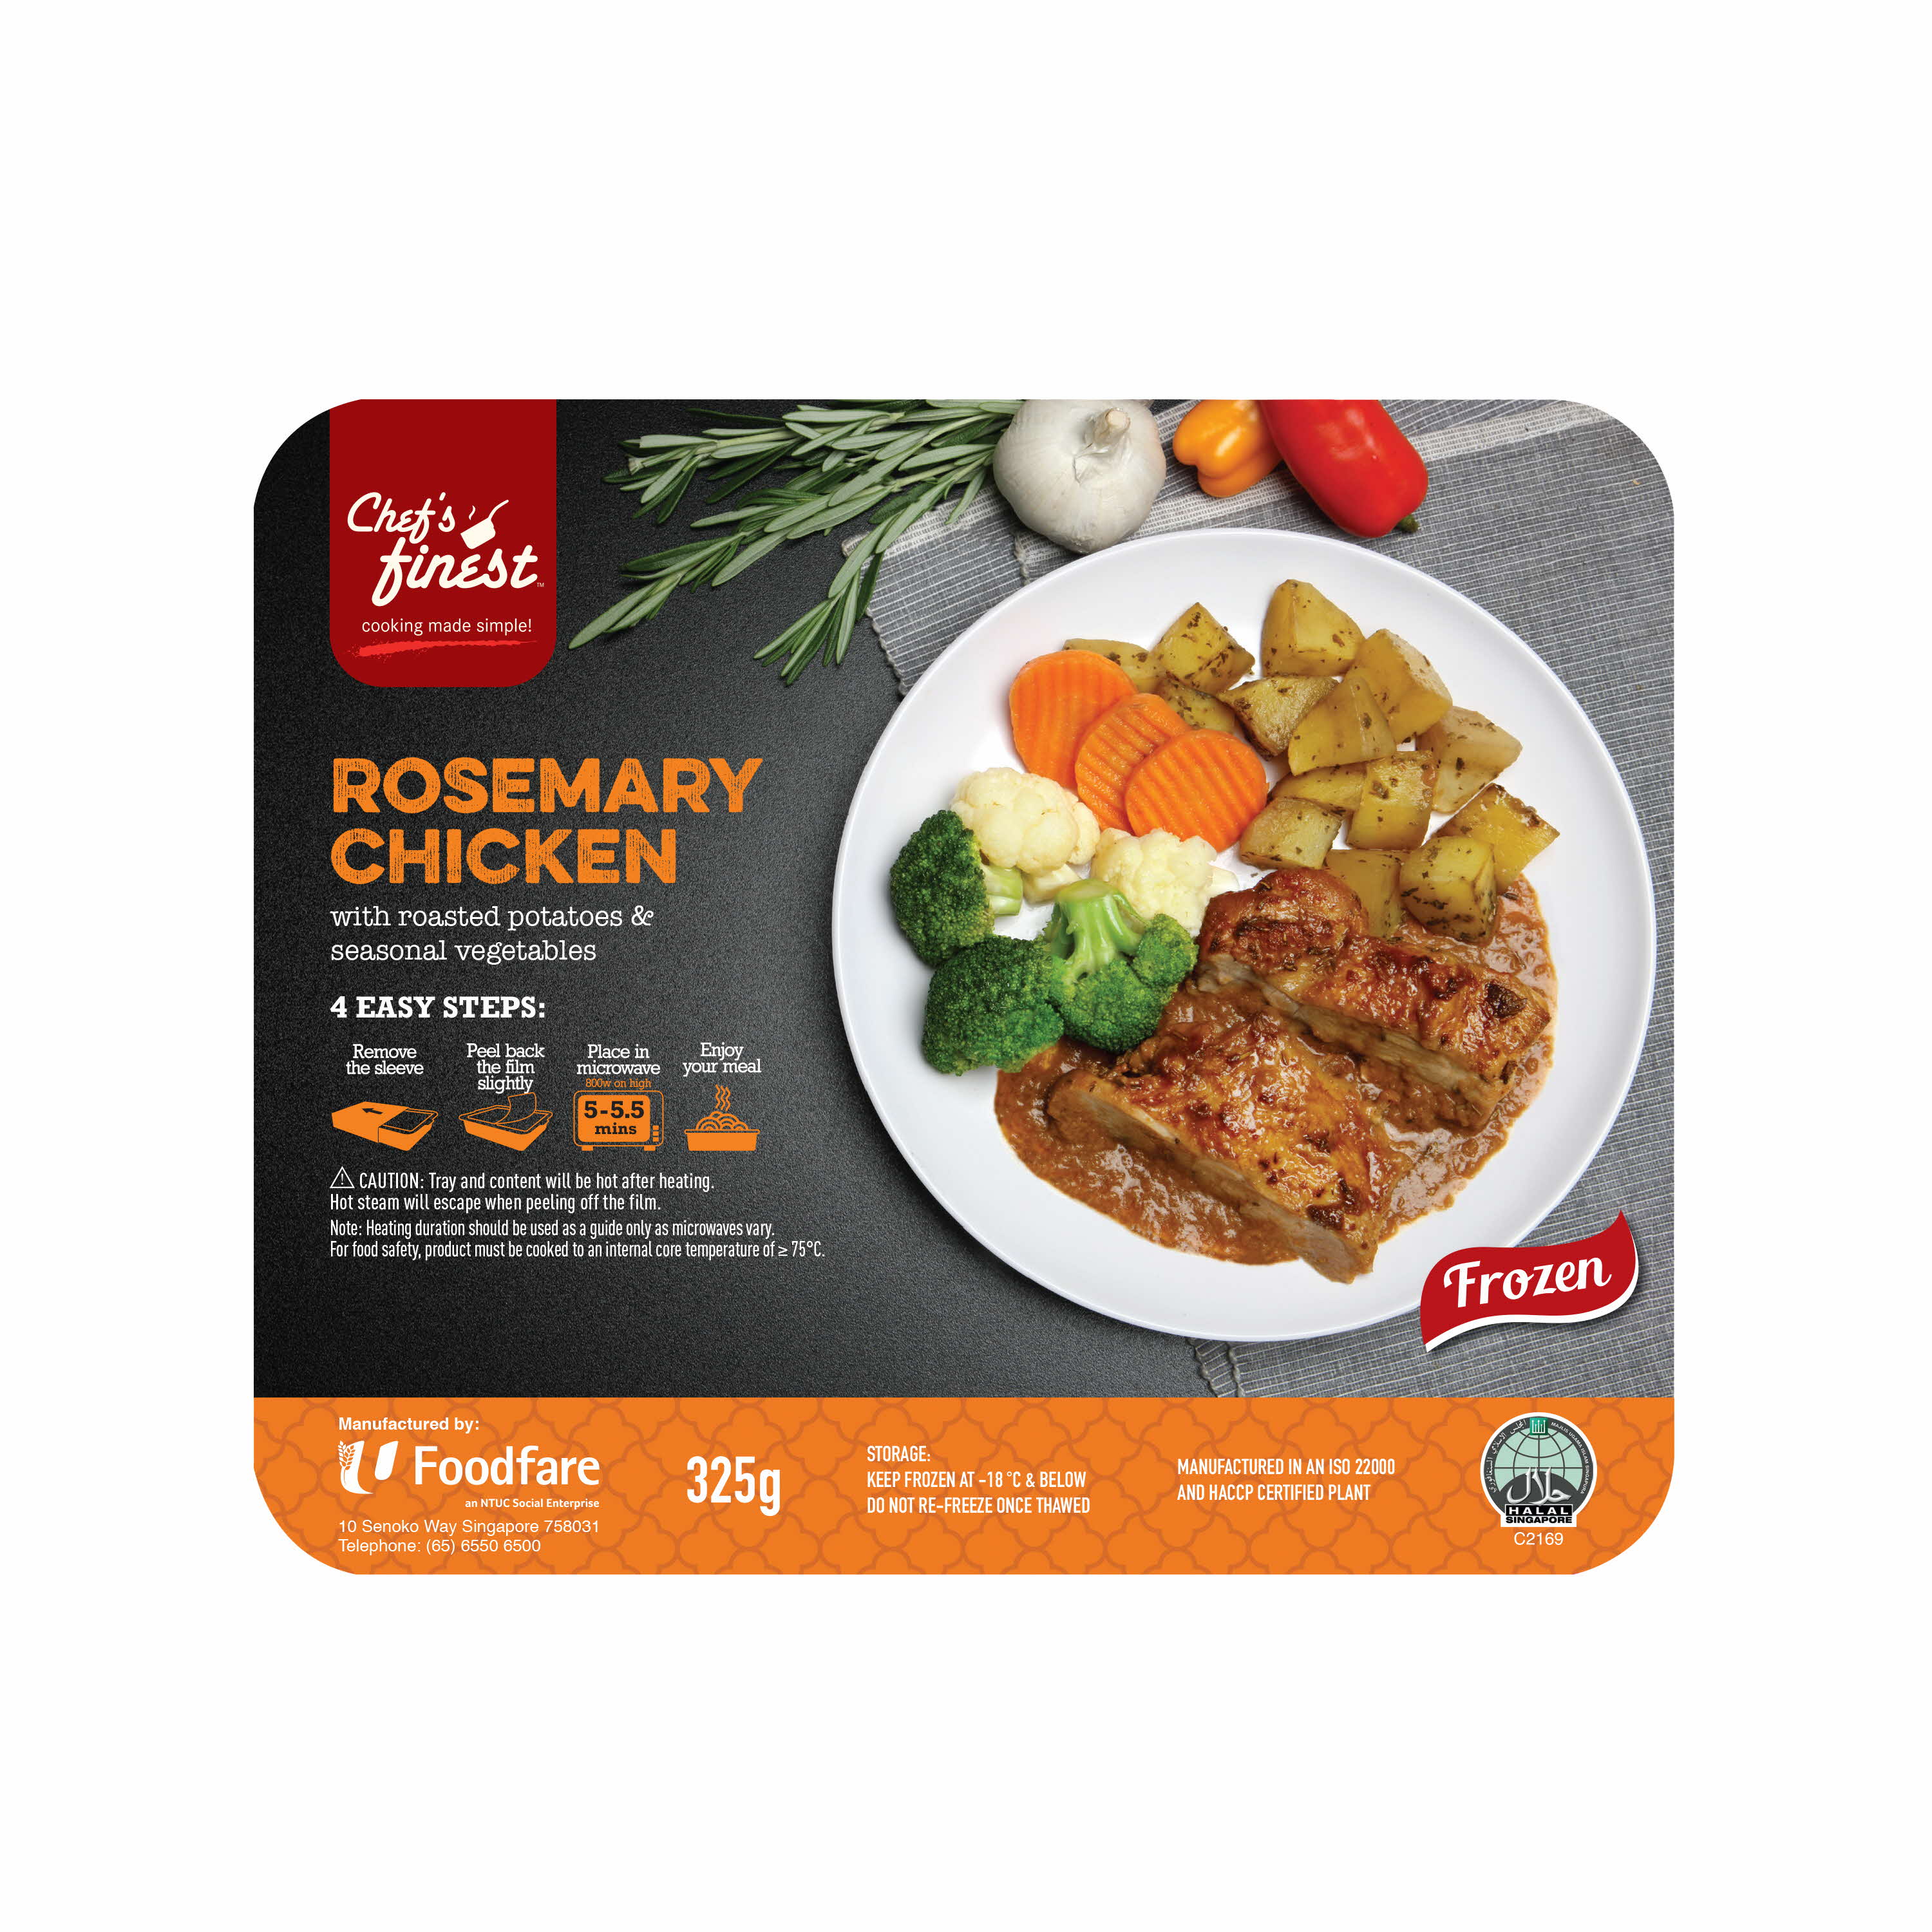 Chef's
finest™
cooking made simple!
ROSEMARY
CHICKEN
with roasted potatoes &
seasonal vegetables
4 EASY STEPS:
Remove
the sleeve
Peel back
the film
slightly
Place in
microwave
800w on high
5-5.5
mins
Enjoy
your meal
CAUTION: Tray and content will be hot after heating.
Hot steam will escape when peeling off the film.
Note: Heating duration should be used as a guide only as microwaves vary.
For food safety, product must be cooked to an internal core temperature of ≥ 75°C.
Frozen
Manufactured by:
Foodfare
an NTUC Social Enterprise
10 Senoko Way Singapore 758031
Telephone: (65) 6550 6500
325g
STORAGE:
KEEP FROZEN AT -18 °C & BELOW
DO NOT RE-FREEZE ONCE THAWED
MANUFACTURED IN AN ISO 22000
AND HACCP CERTIFIED PLANT
MAJLIS UGAMA ISLAM SINGAPURA
حلال
HALAL
SINGAPORE
C2169